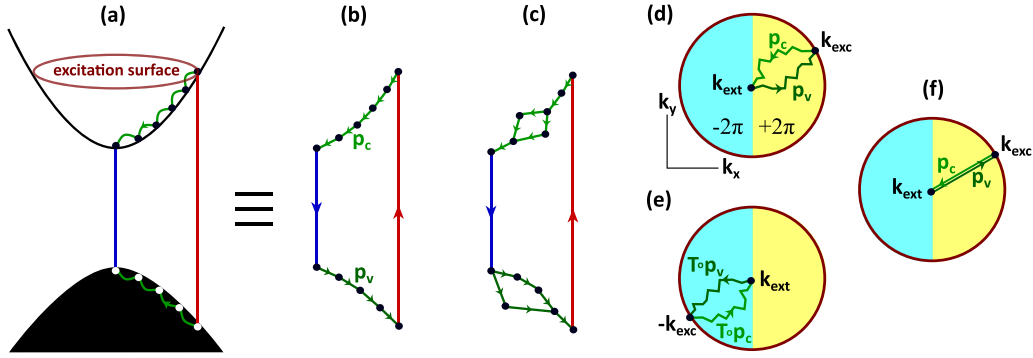 (a)
excitation surface
(b)
p_c
p_v
(c)
(d)
k_exc
p_c
k_ext
p_v
-2π +2π
k_y
k_x
(e)
T∘p_v
k_ext
-k_exc
T∘p_c
(f)
k_exc
p_c
p_v
k_ext